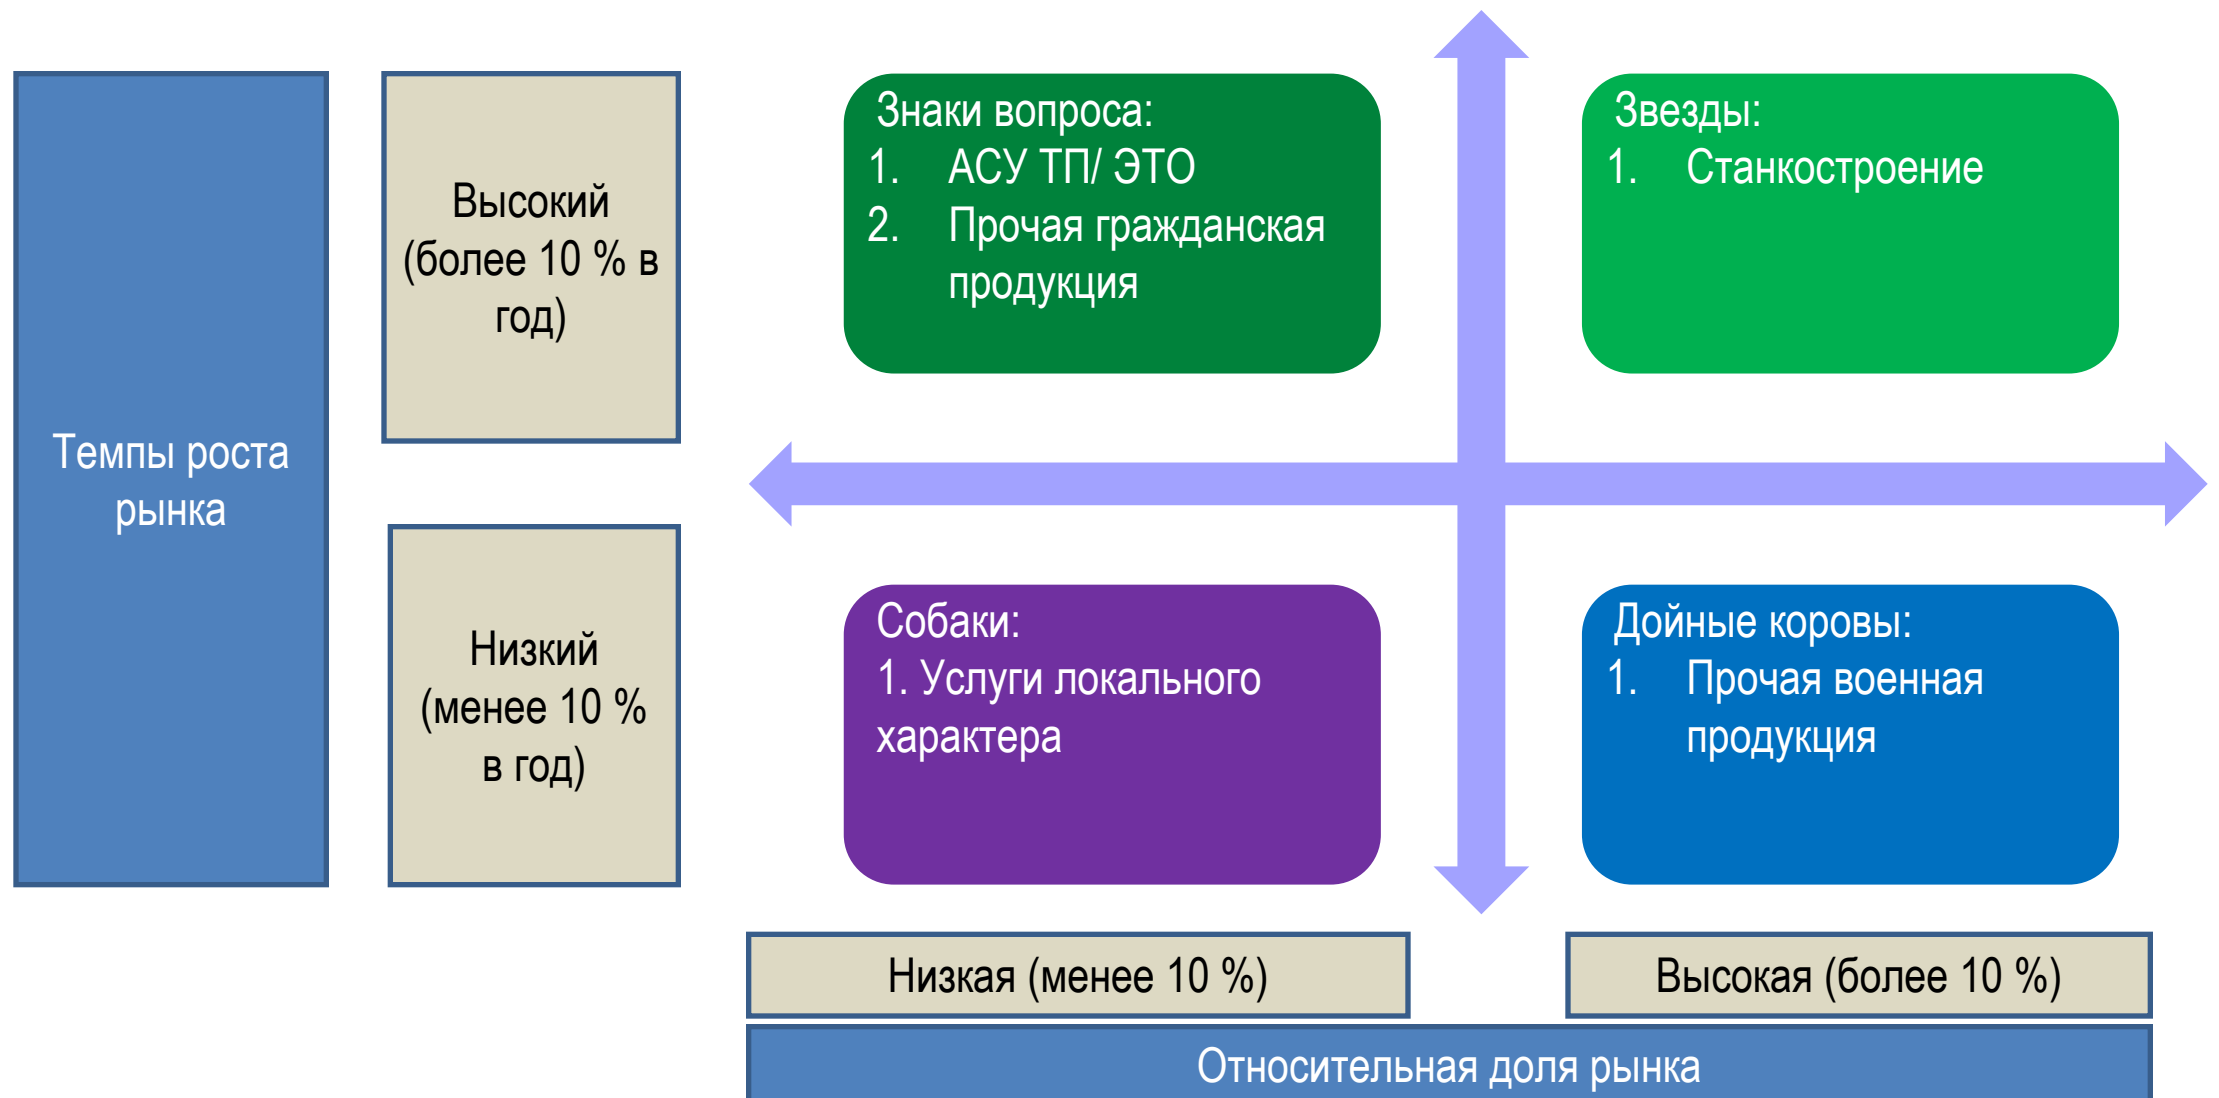 Темпы роста
рынка
Высокий
(более 10 % в
год)
Низкий
(менее 10 %
в год)
Знаки вопроса:
1. АСУ ТП/ ЭТО
2. Прочая гражданская
продукция
Звезды:
1. Станкостроение
Собаки:
1. Услуги локального
характера
Дойные коровы:
1. Прочая военная
продукция
Низкая (менее 10 %)
Высокая (более 10 %)
Относительная доля рынка